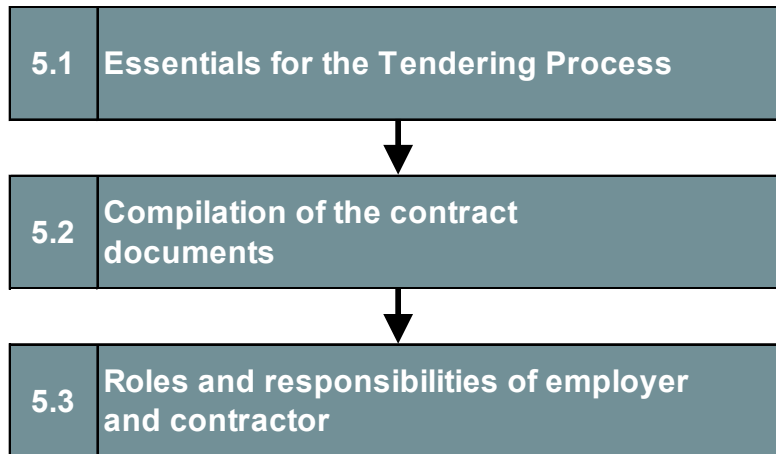 5.1 Essentials for the Tendering Process
5.2 Compilation of the contract
documents
5.3 Roles and responsibilities of employer
and contractor